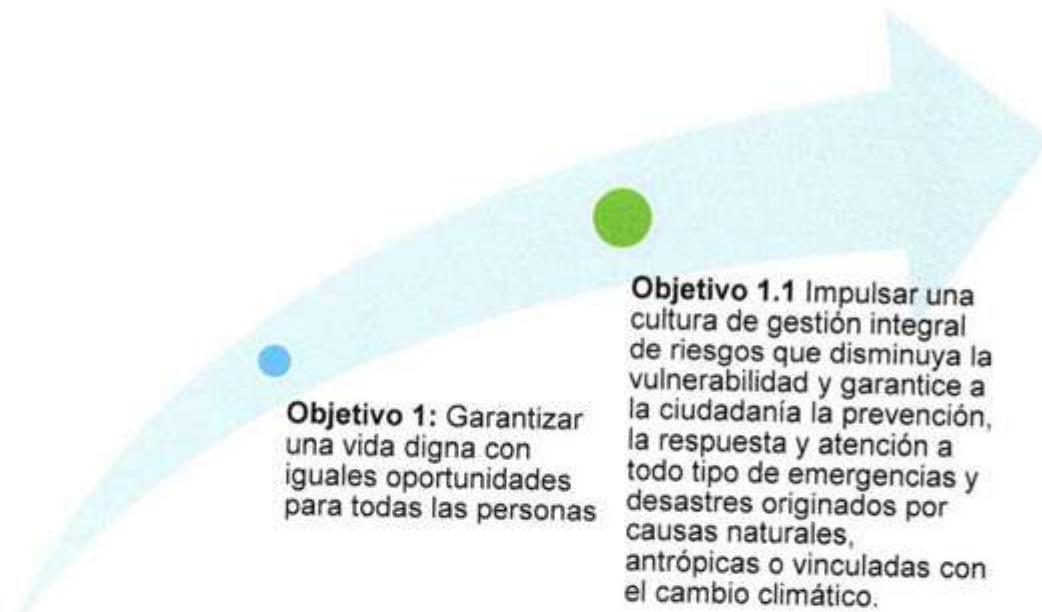 Objetivo 1: Garantizar
una vida digna con
iguales oportunidades
para todas las personas
Objetivo 1.1 Impulsar una
cultura de gestión integral
de riesgos que disminuya la
vulnerabilidad y garantice a
la ciudadanía la prevención,
la respuesta y atención a
todo tipo de emergencias y
desastres originados por
causas naturales,
antrópicas o vinculadas con
el cambio climático.